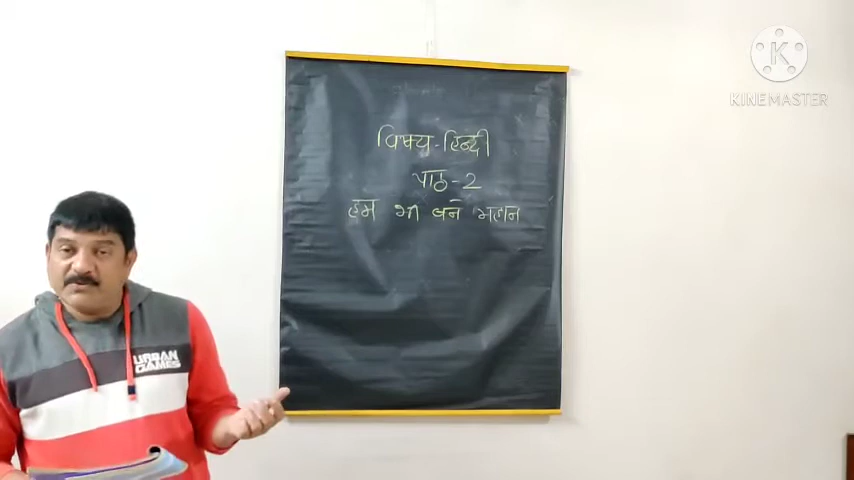 विषय-हिन्दी
पाठ-2
हम भी बने महान
URBAN
GAMES
K
KINEMASTER